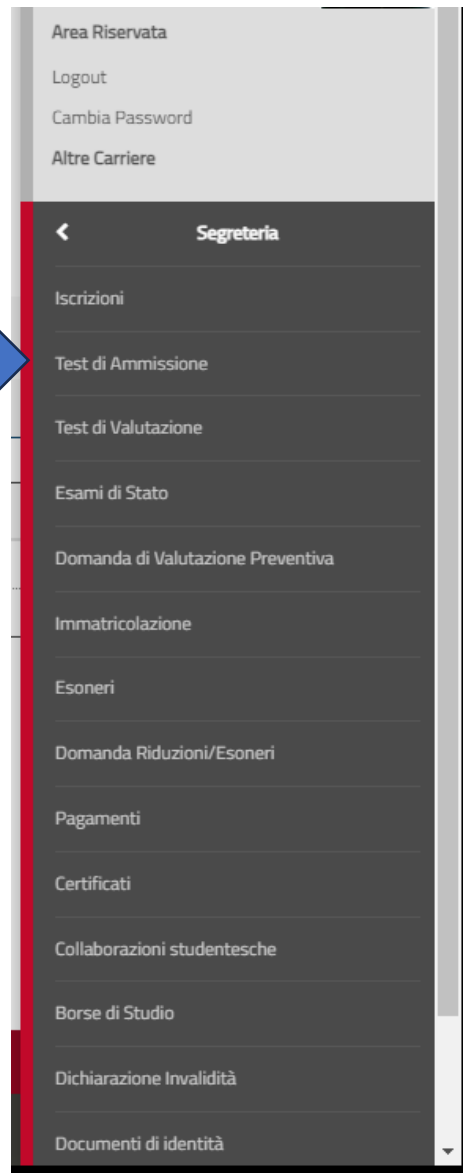 Area Riservata
Logout
Cambia Password
Altre Carriere
Segreteria
Iscrizioni
Test di Ammissione
Test di Valutazione
Esami di Stato
Domanda di Valutazione Preventiva
Immatricolazione
Esoneri
Domanda Riduzioni/Esoneri
Pagamenti
Certificati
Collaborazioni studentesche
Borse di Studio
Dichiarazione Invalidità
Documenti di identità